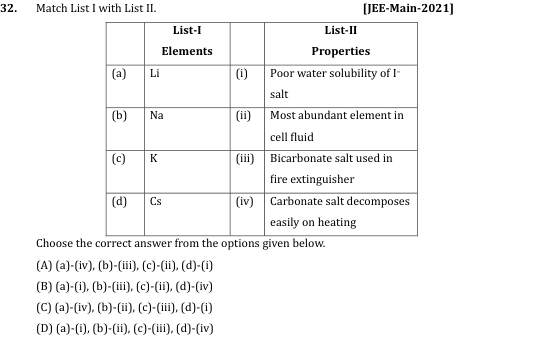 32. Match List I with List II. [JEE-Main-2021]
List-I List-II
Elements Properties
(a) Li (i) Poor water solubility of I⁻
salt
(b) Na (ii) Most abundant element in
cell fluid
(c) K (iii) Bicarbonate salt used in
fire extinguisher
(d) Cs (iv) Carbonate salt decomposes
easily on heating
Choose the correct answer from the options given below.
(A) (a)-(iv), (b)-(iii), (c)-(ii), (d)-(i)
(B) (a)-(i), (b)-(iii), (c)-(ii), (d)-(iv)
(C) (a)-(iv), (b)-(ii), (c)-(iii), (d)-(i)
(D) (a)-(i), (b)-(ii), (c)-(iii), (d)-(iv)